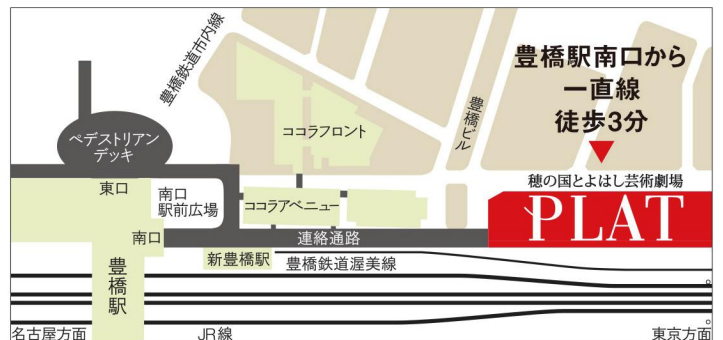 豊橋鉄道市内線
豊橋駅南口から
一直線
徒歩3分
豊橋ビル
ココラフロント
ペデストリアン
デッキ
穂の国とよはし芸術劇場
PLAT
東口
南口
駅前広場
ココラアベニュー
南口
連絡通路
新豊橋駅
豊橋鉄道渥美線
豊橋駅
名古屋方面
JR線
東京方面